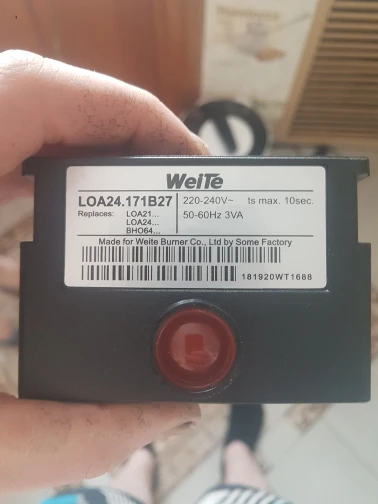 WeiTe
LOA24.171B27
220-240V~ ts max. 10sec.
Replaces: LOA21...
50-60Hz 3VA
LOA24...
BHO64...
Made for Weite Burner Co., Ltd by Some Factory
181920WT1688